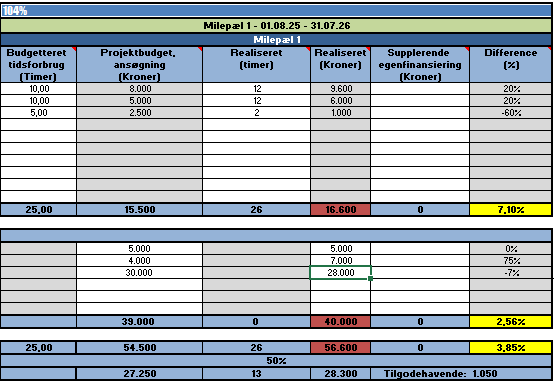 104%
Milepæl 1 - 01.08.25 - 31.07.26
Milepæl 1
Budgetteret tidsforbrug (Timer) Projektbudget, ansøgning (Kroner) Realiseret (timer) Realiseret (Kroner) Supplerende egenfinansiering (Kroner) Difference (%)
10,00 8.000 12 9.600 20%
10,00 5.000 12 6.000 20%
5,00 2.500 2 1.000 -60%
25,00 15.500 26 16.600 0 7,10%
5.000 5.000 0%
4.000 7.000 75%
30.000 28.000 -7%
39.000 0 40.000 0 2,56%
25,00 54.500 26 56.600 0 3,85%
50%
27.250 13 28.300 Tilgodehavende: 1.050